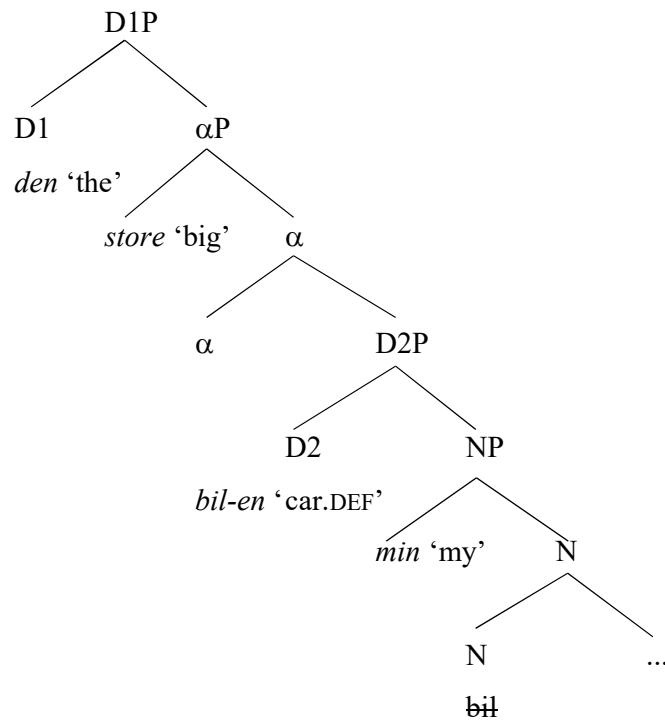 D1P
D1 αP
den ‘the’
store ‘big’ α
α D2P
D2 NP
bil-en ‘car.DEF’
min ‘my’ N
N ...
bil